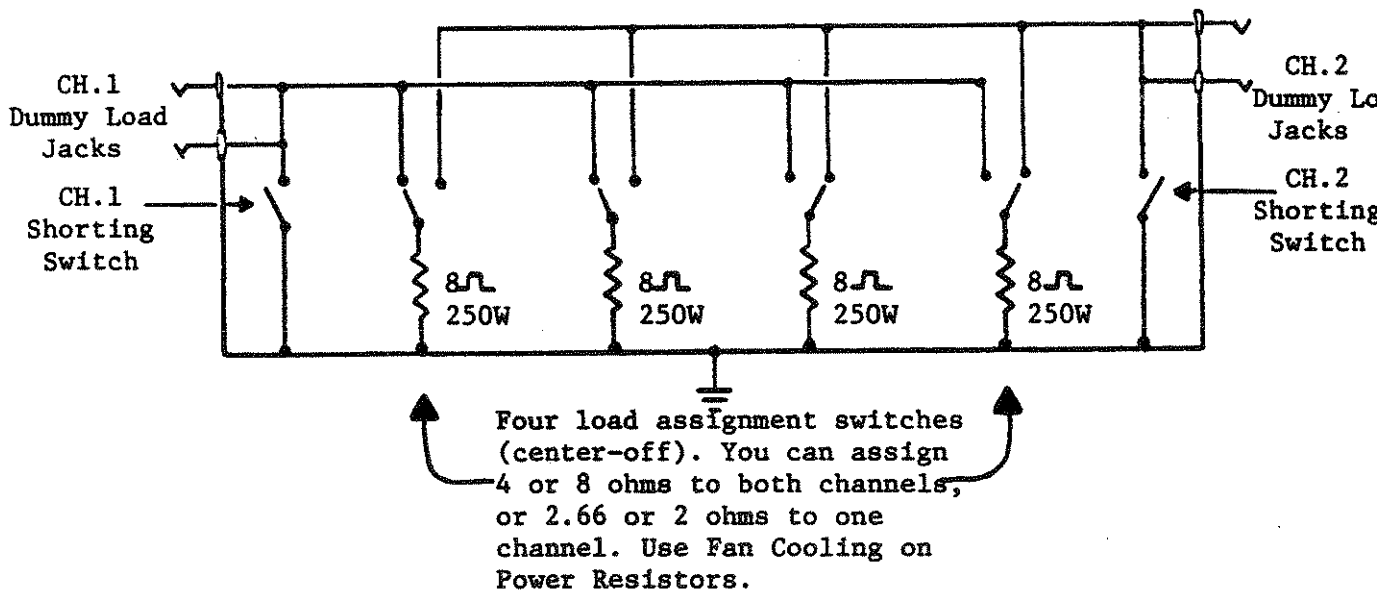 CH.1
Dummy Load
Jacks
CH.1
Shorting
Switch
8Ω
250W
8Ω
250W
8Ω
250W
8Ω
250W
CH.2
Dummy Lo
Jacks
CH.2
Shorting
Switch
Four load assignment switches
(center-off). You can assign
4 or 8 ohms to both channels,
or 2.66 or 2 ohms to one
channel. Use Fan Cooling on
Power Resistors.